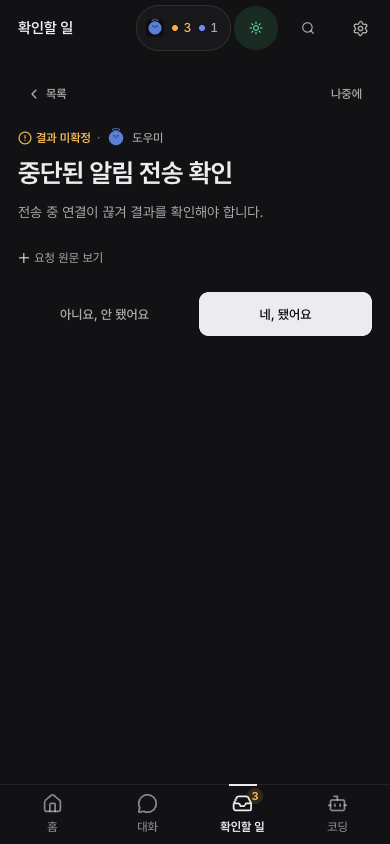 확인할 일
3 1
목록
나중에
결과 미확정 · 도우미
중단된 알림 전송 확인
전송 중 연결이 끊겨 결과를 확인해야 합니다.
요청 원문 보기
아니요, 안 됐어요
네, 됐어요
3
홈
대화
확인할 일
코딩